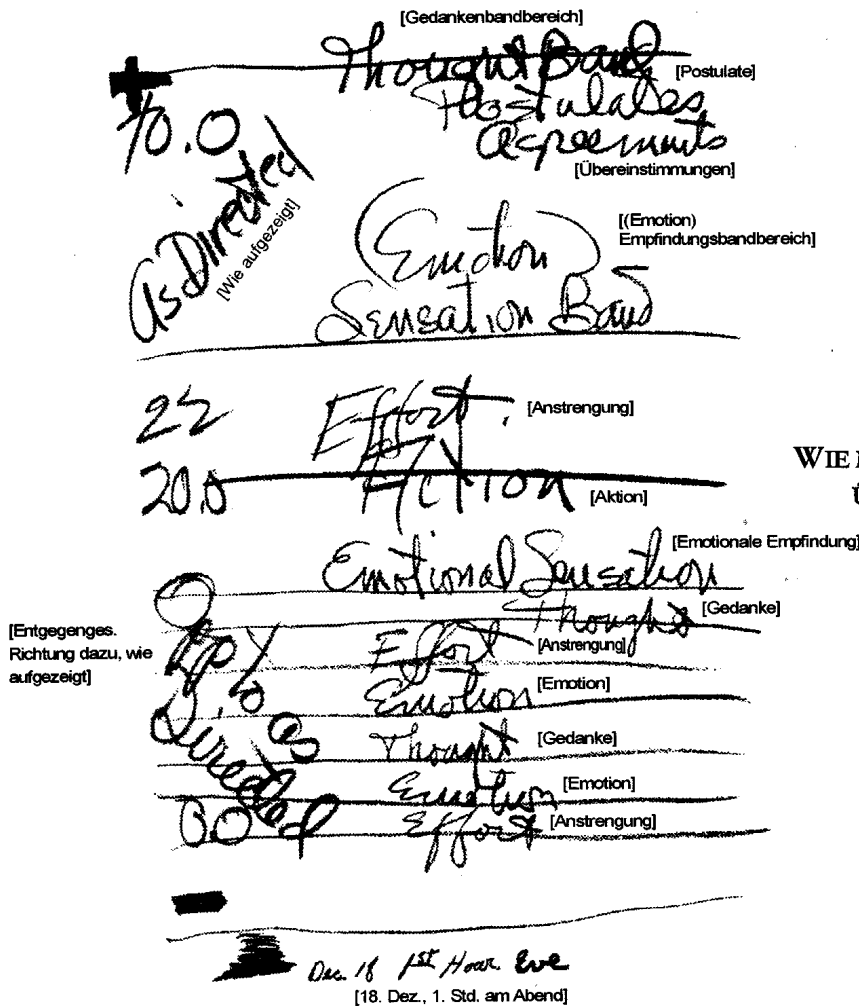 [Gedankenbandbereich]
Thought Band
[Postulate]
Postulates
40.0
Agreements
[Übereinstimmungen]
As Directed
[Wie aufgezeigt]
(Emotion)
[(Emotion)
Empfindungsbandbereich]
Sensation Band
22 Effort. [Anstrengung]
WIE
20.0 Action [Aktion]
[Emotionale Empfindung]
Emotional Sensation
Thought [Gedanke]
[Entgegenges.
Richtung dazu, wie
aufgezeigt]
Opp. to as
Directed
Effort [Anstrengung]
Emotion [Emotion]
Thought [Gedanke]
Emotion [Emotion]
0.0 Effort [Anstrengung]
Dec. 18 1st Hour. Eve
[18. Dez., 1. Std. am Abend]